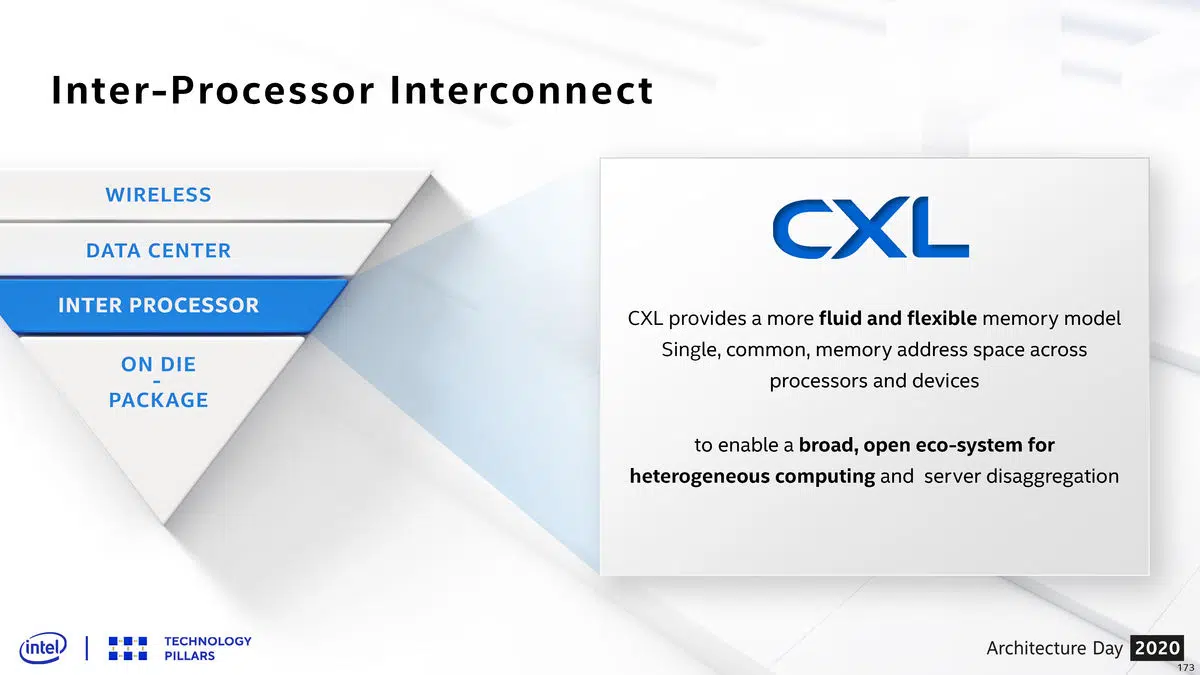 Inter-Processor Interconnect
WIRELESS
DATA CENTER
INTER PROCESSOR
ON DIE
-
PACKAGE
CXL
CXL provides a more fluid and flexible memory model
Single, common, memory address space across
processors and devices
to enable a broad, open eco-system for
heterogeneous computing and server disaggregation
intel
TECHNOLOGY
PILLARS
Architecture Day 2020
173